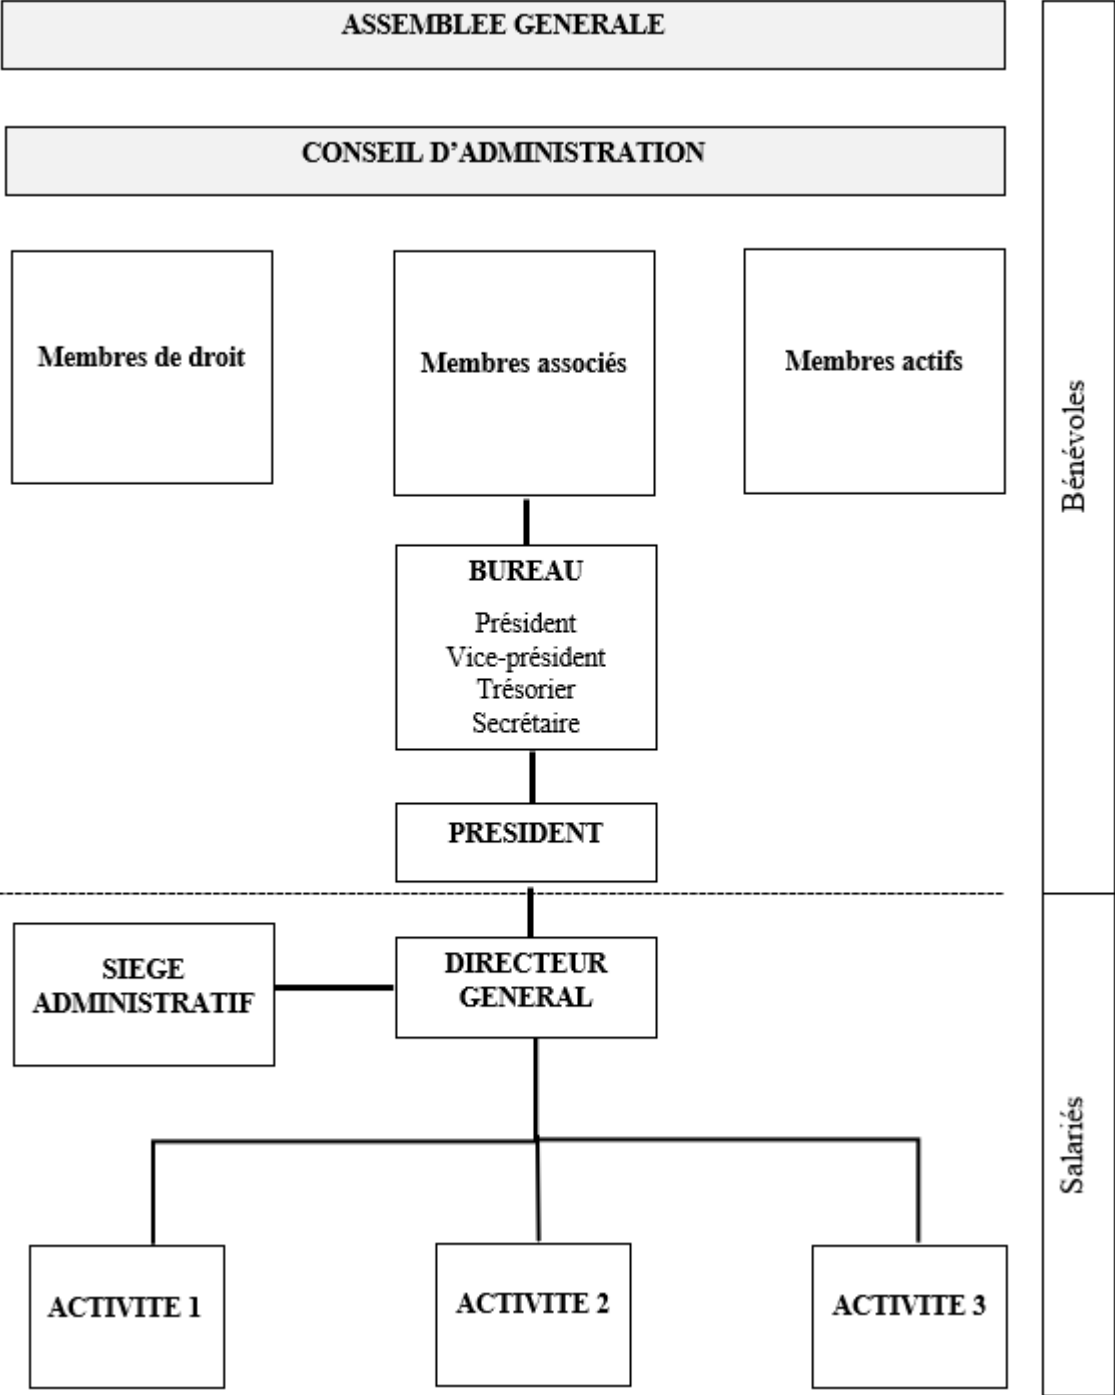 ASSEMBLEE GENERALE
CONSEIL D’ADMINISTRATION
Membres de droit
Membres associés
Membres actifs
Bénévoles
BUREAU
Président
Vice-président
Trésorier
Secrétaire
PRESIDENT
SIEGE
ADMINISTRATIF
DIRECTEUR
GENERAL
Salariés
ACTIVITE 1
ACTIVITE 2
ACTIVITE 3